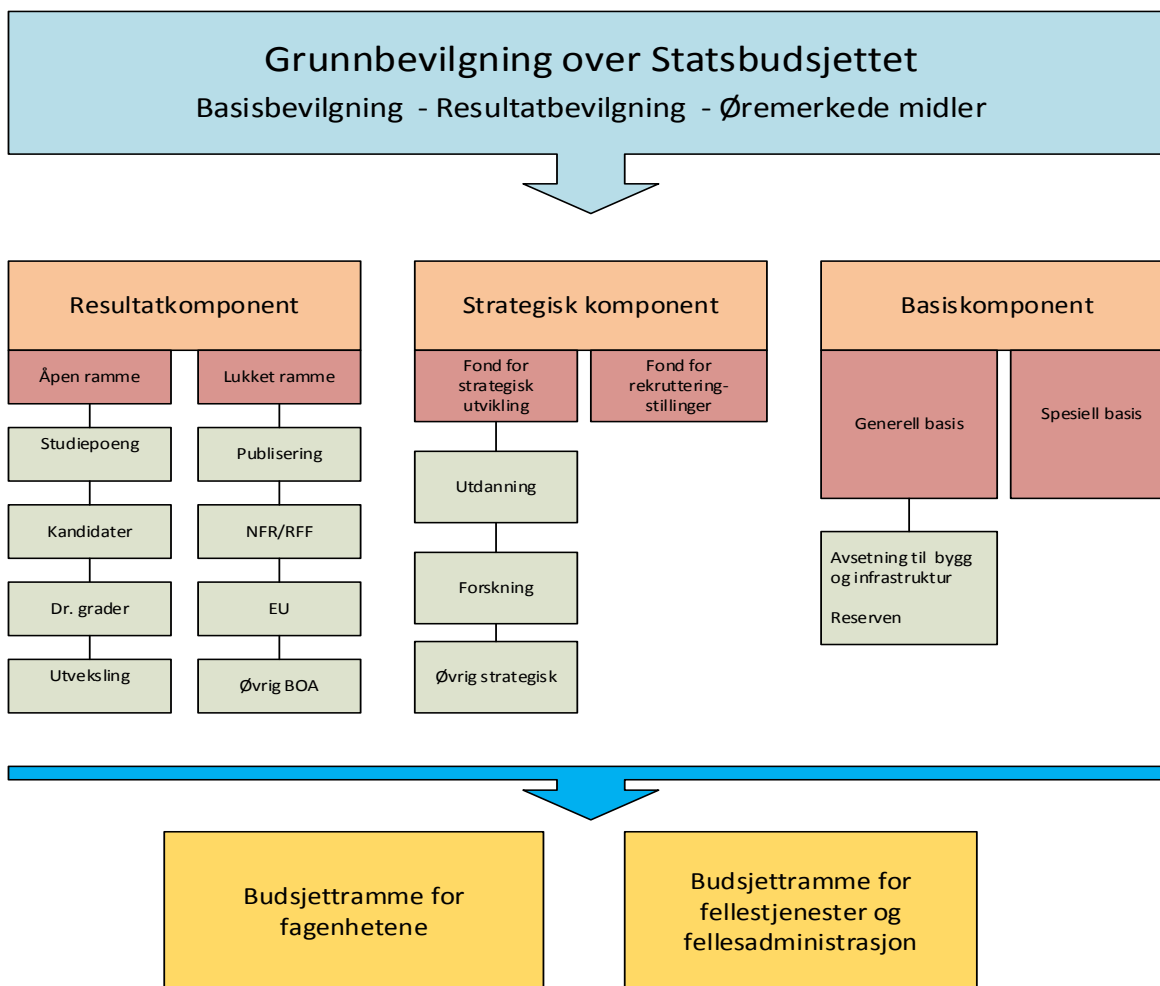 Grunnbevilgning over Statsbudsjettet
Basisbevilgning - Resultatbevilgning - Øremerkede midler
Resultatkomponent
Åpen ramme
Lukket ramme
Studiepoeng
Publisering
Kandidater
NFR/RFF
Dr. grader
EU
Utveksling
Øvrig BOA
Strategisk komponent
Fond for
strategisk
utvikling
Fond for
rekruttering-
stillinger
Utdanning
Forskning
Øvrig strategisk
Basiskomponent
Generell basis
Spesiell basis
Avsetning til bygg
og infrastruktur
Reserven
Budsjettramme for
fagenhetene
Budsjettramme for
fellestjenester og
fellesadministrasjon